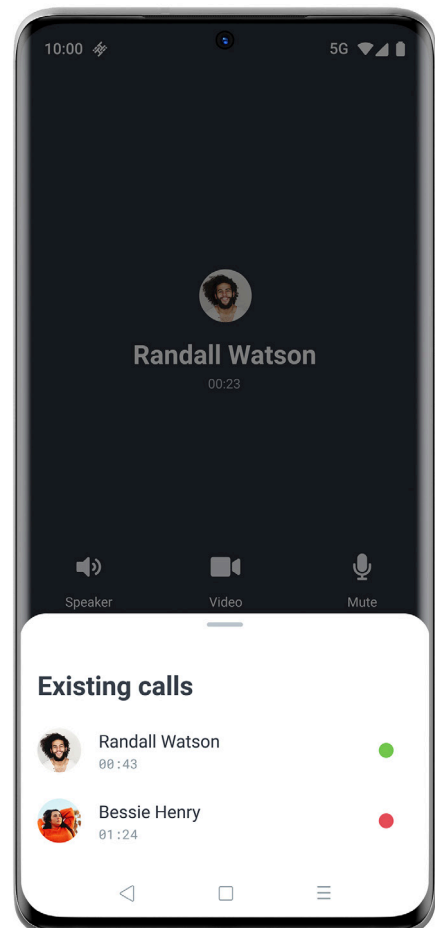 10:00
5G
Randall Watson
00:23
Speaker Video Mute
Existing calls
Randall Watson
00:43
Bessie Henry
01:24